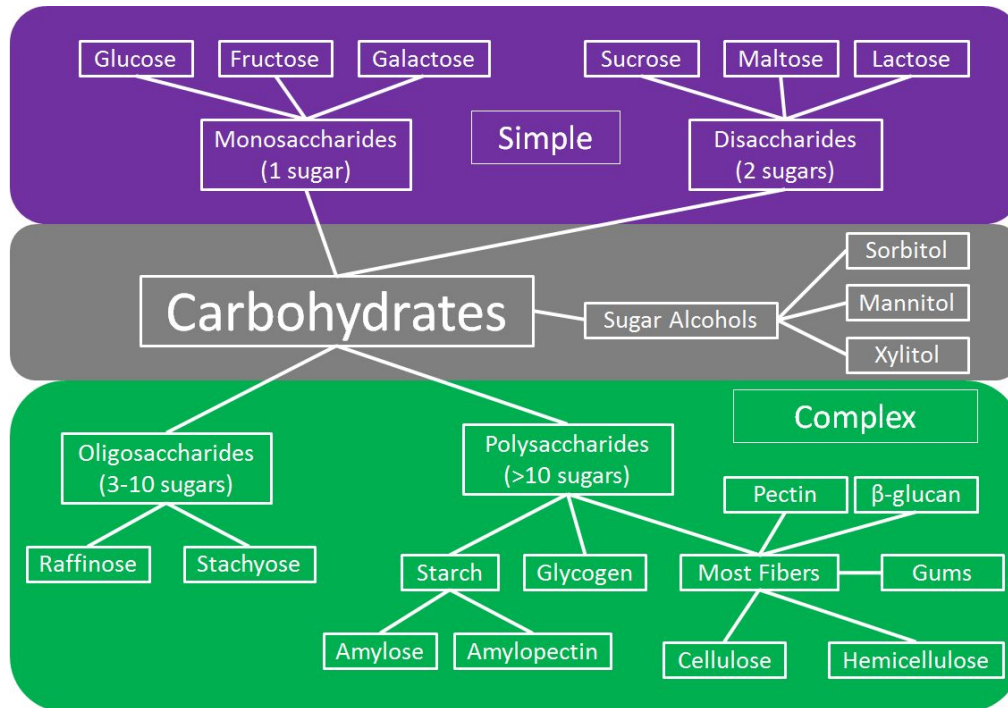 Glucose
Fructose
Galactose
Sucrose
Maltose
Lactose
Monosaccharides
(1 sugar)
Simple
Disaccharides
(2 sugars)
Carbohydrates
Sugar Alcohols
Sorbitol
Mannitol
Xylitol
Complex
Oligosaccharides
(3-10 sugars)
Polysaccharides
(>10 sugars)
Pectin
β-glucan
Raffinose
Stachyose
Starch
Glycogen
Most Fibers
Gums
Amylose
Amylopectin
Cellulose
Hemicellulose